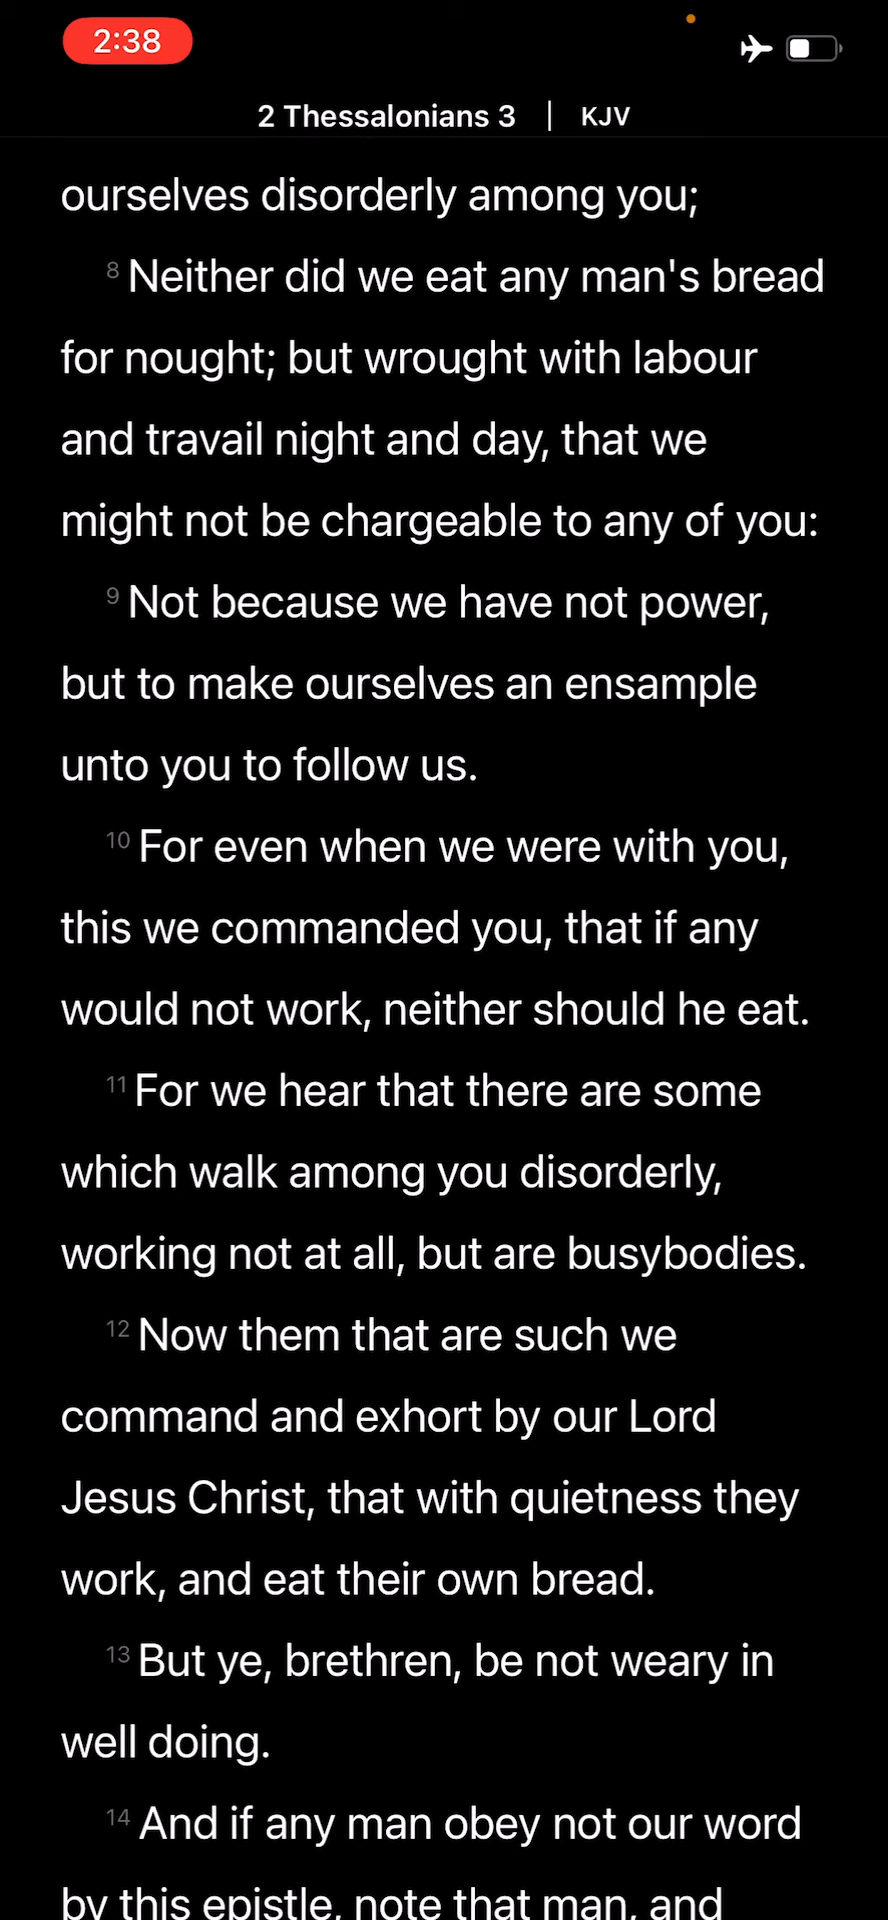 2:38
2 Thessalonians 3 | KJV
ourselves disorderly among you;
8 Neither did we eat any man's bread
for nought; but wrought with labour
and travail night and day, that we
might not be chargeable to any of you:
9 Not because we have not power,
but to make ourselves an ensample
unto you to follow us.
10 For even when we were with you,
this we commanded you, that if any
would not work, neither should he eat.
11 For we hear that there are some
which walk among you disorderly,
working not at all, but are busybodies.
12 Now them that are such we
command and exhort by our Lord
Jesus Christ, that with quietness they
work, and eat their own bread.
13 But ye, brethren, be not weary in
well doing.
14 And if any man obey not our word
by this epistle, note that man, and